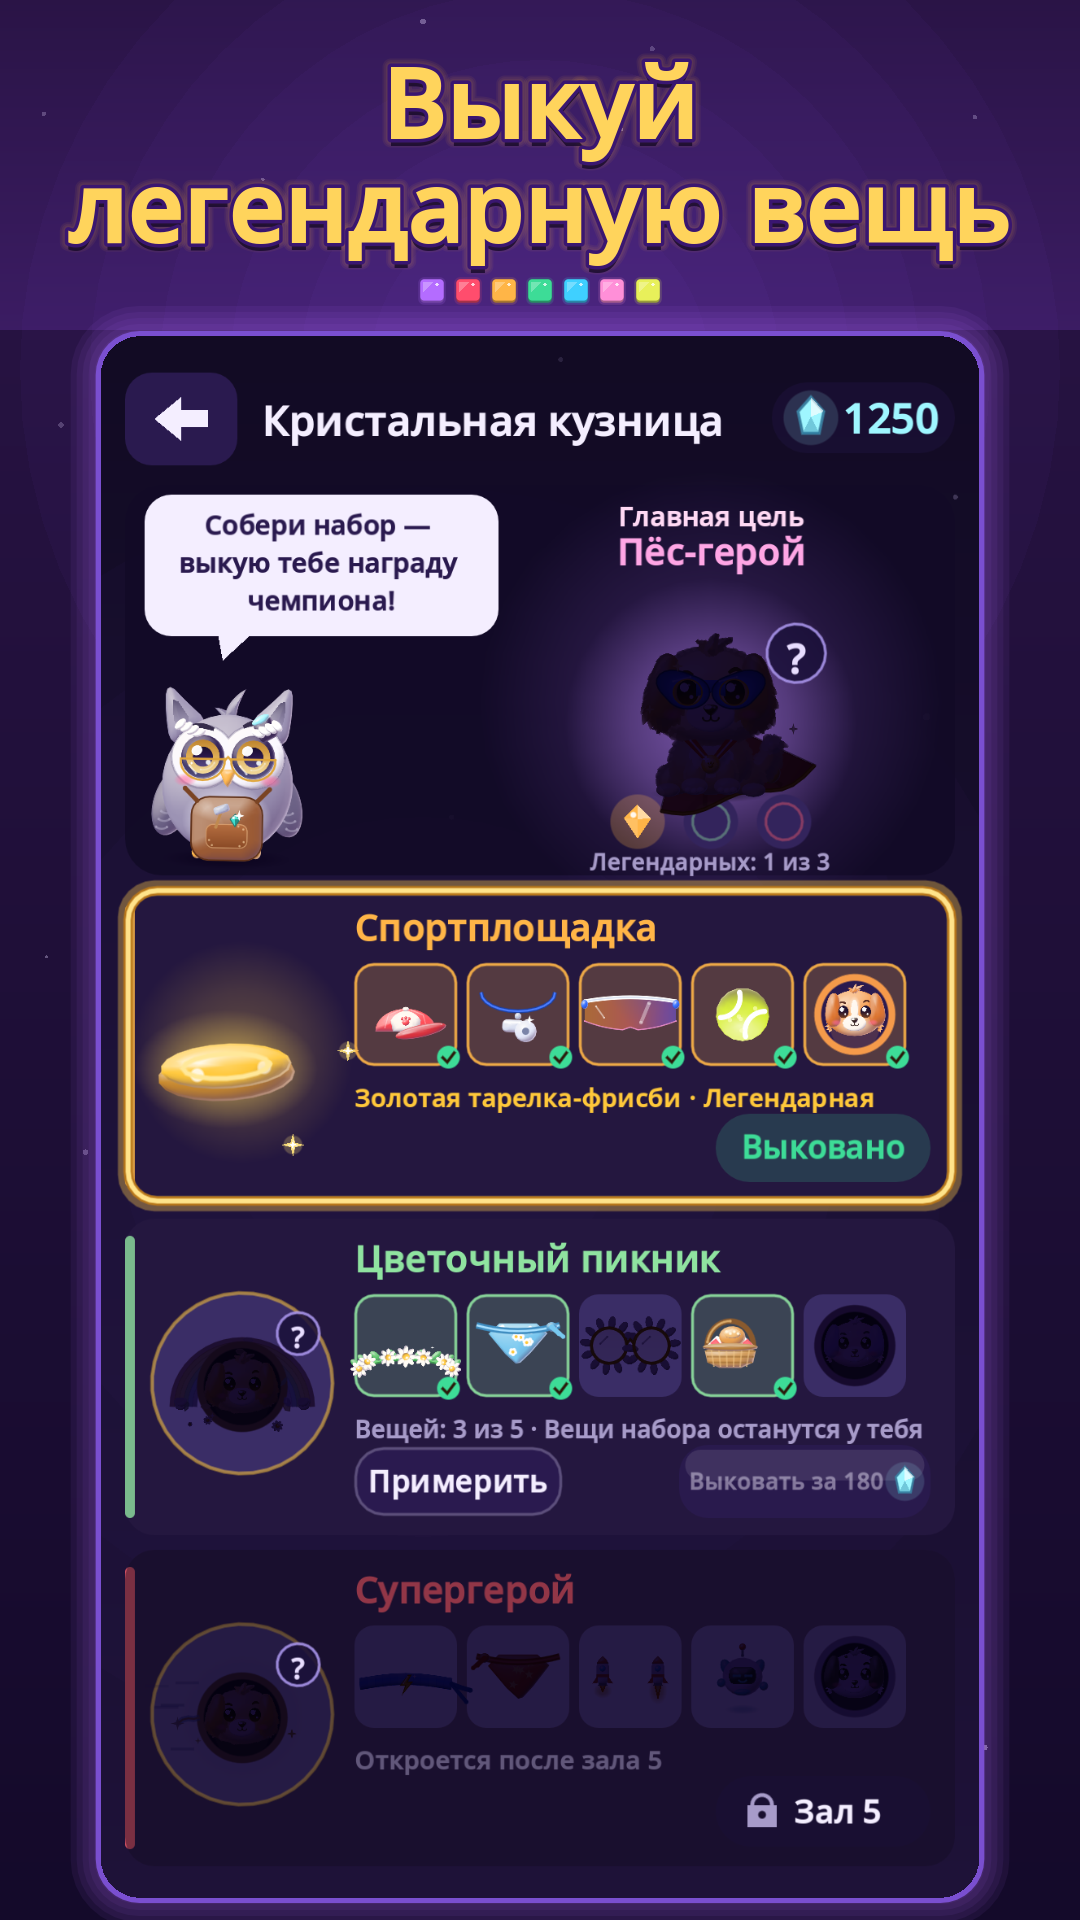 Выкуй
легендарную вещь
Кристальная кузница
1250
Собери набор —
выкую тебе награду
чемпиона!
Главная цель
Пёс-герой
?
Легендарных: 1 из 3
Спортплощадка
Золотая тарелка-фрисби · Легендарная
Выковано
Цветочный пикник
?
Вещей: 3 из 5 · Вещи набора останутся у тебя
Примерить
Выковать за 180
Супергерой
?
Откроется после зала 5
Зал 5